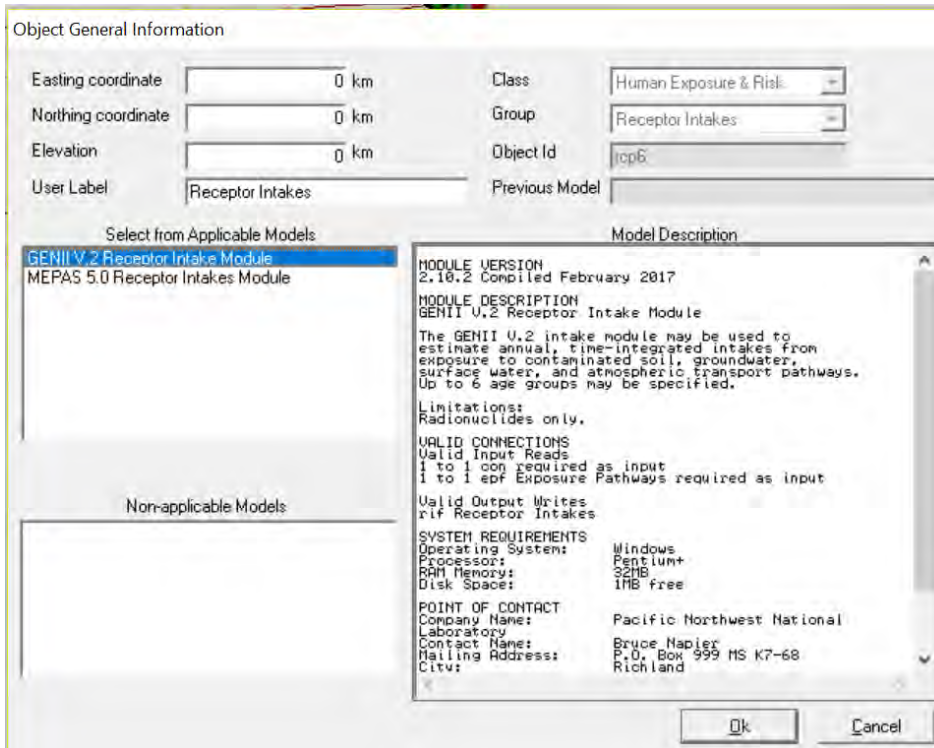 Object General Information
Easting coordinate 0 km
Northing coordinate 0 km
Elevation 0 km
User Label Receptor Intakes
Class Human Exposure & Risk
Group Receptor Intakes
Object Id rcp6
Previous Model
Select from Applicable Models
GENII V.2 Receptor Intake Module
MEPAS 5.0 Receptor Intakes Module
Non-applicable Models
Model Description
MODULE VERSION
2.10.2 Compiled February 2017
MODULE DESCRIPTION
GENII V.2 Receptor Intake Module
The GENII V.2 intake module may be used to
estimate annual, time-integrated intakes from
exposure to contaminated soil, groundwater,
surface water, and atmospheric transport pathways.
Up to 6 age groups may be specified.
Limitations:
Radionuclides only.
VALID CONNECTIONS
Valid Input Reads
1 to 1 con required as input
1 to 1 epf Exposure Pathways required as input
Valid Output Writes
rif Receptor Intakes
SYSTEM REQUIREMENTS
Operating System: Windows
Processor: Pentium+
RAM Memory: 32MB
Disk Space: 1MB free
POINT OF CONTACT
Company Name: Pacific Northwest National
Laboratory
Contact Name: Bruce Napier
Mailing Address: P.O. Box 999 MS K7-68
City: Richland
Ok
Cancel